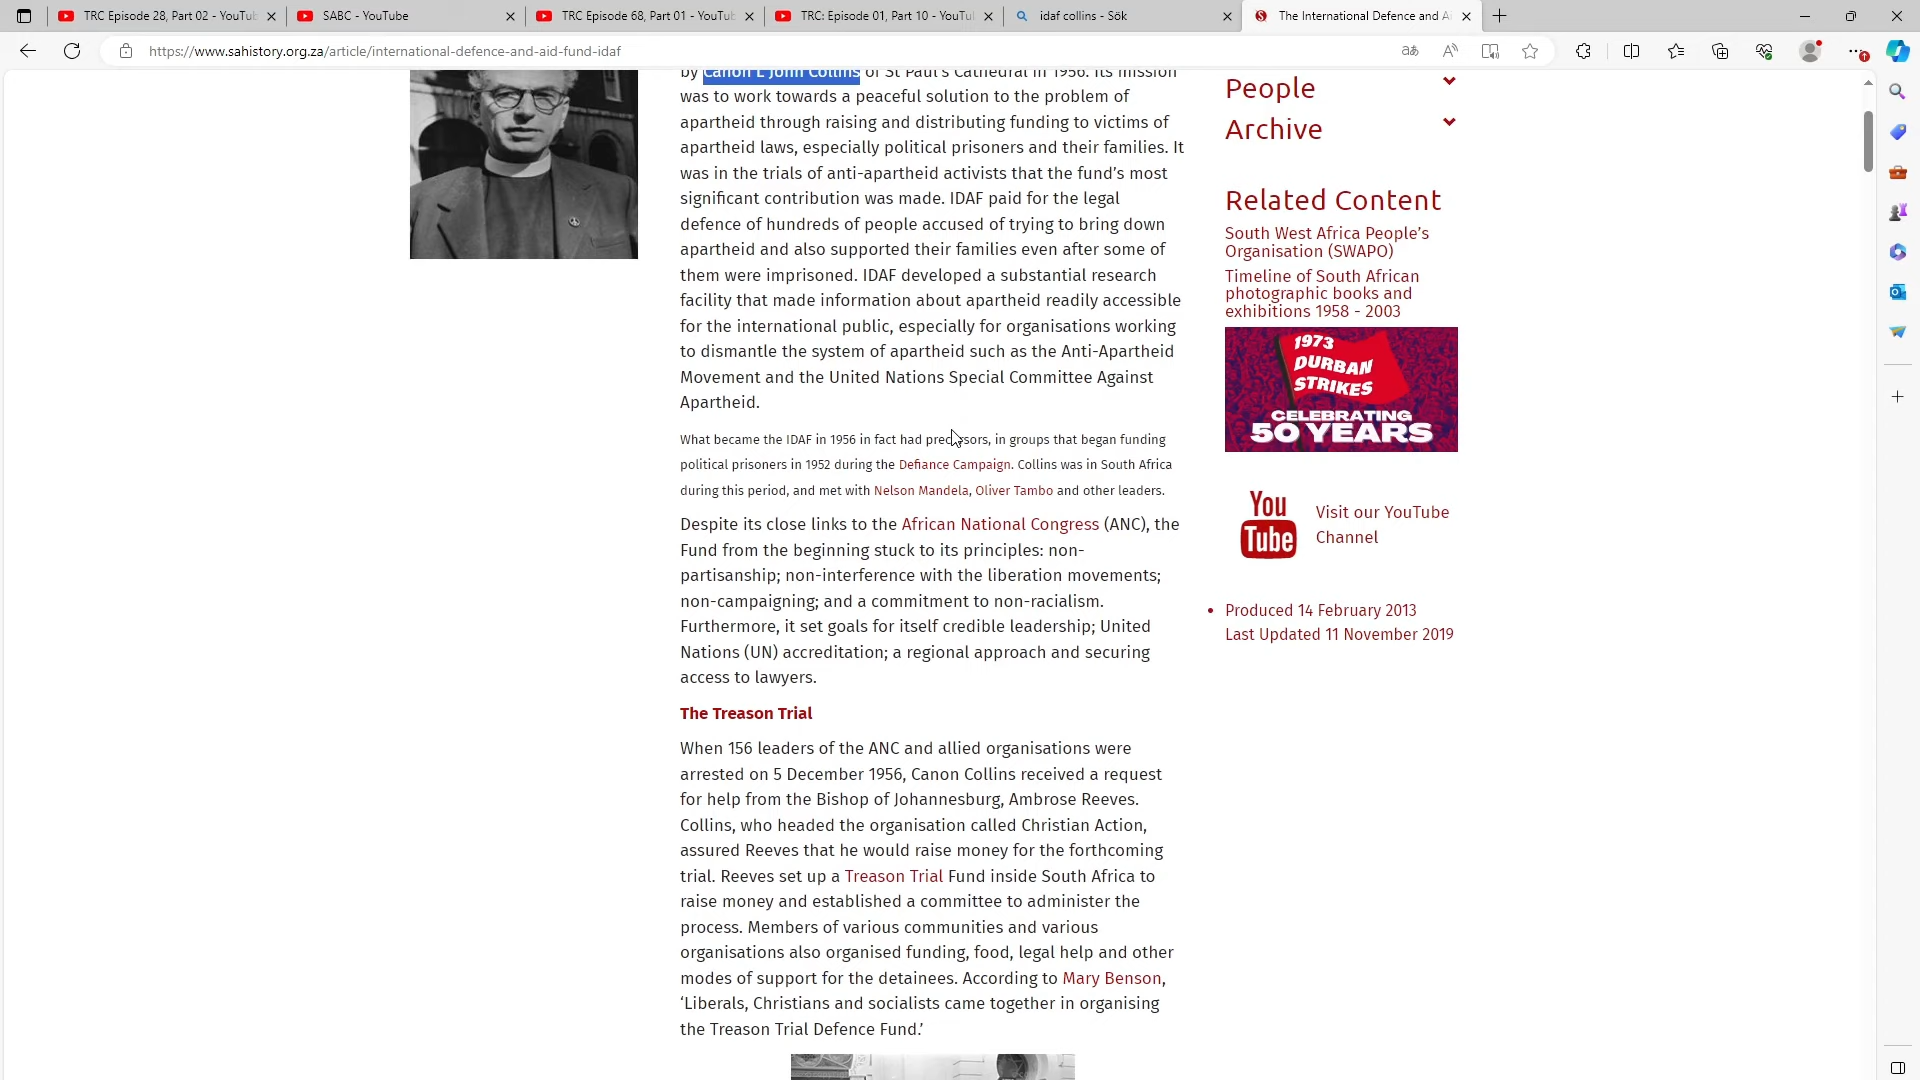 TRC Episode 28, Part 02 - YouTub
SABC - YouTube
TRC Episode 68, Part 01 - YouTub
TRC: Episode 01, Part 10 - YouTu
idaf collins - Sök
The International Defence and Ai
https://www.sahistory.org.za/article/international-defence-and-aid-fund-idaf
by Canon L John Collins of St Paul's Cathedral in 1956. Its mission
was to work towards a peaceful solution to the problem of
apartheid through raising and distributing funding to victims of
apartheid laws, especially political prisoners and their families. It
was in the trials of anti-apartheid activists that the fund's most
significant contribution was made. IDAF paid for the legal
defence of hundreds of people accused of trying to bring down
apartheid and also supported their families even after some of
them were imprisoned. IDAF developed a substantial research
facility that made information about apartheid readily accessible
for the international public, especially for organisations working
to dismantle the system of apartheid such as the Anti-Apartheid
Movement and the United Nations Special Committee Against
Apartheid.
What became the IDAF in 1956 in fact had precursors, in groups that began funding
political prisoners in 1952 during the Defiance Campaign. Collins was in South Africa
during this period, and met with Nelson Mandela, Oliver Tambo and other leaders.
Despite its close links to the African National Congress (ANC), the
Fund from the beginning stuck to its principles: non-
partisanship; non-interference with the liberation movements;
non-campaigning; and a commitment to non-racialism.
Furthermore, it set goals for itself credible leadership; United
Nations (UN) accreditation; a regional approach and securing
access to lawyers.
The Treason Trial
When 156 leaders of the ANC and allied organisations were
arrested on 5 December 1956, Canon Collins received a request
for help from the Bishop of Johannesburg, Ambrose Reeves.
Collins, who headed the organisation called Christian Action,
assured Reeves that he would raise money for the forthcoming
trial. Reeves set up a Treason Trial Fund inside South Africa to
raise money and established a committee to administer the
process. Members of various communities and various
organisations also organised funding, food, legal help and other
modes of support for the detainees. According to Mary Benson,
‘Liberals, Christians and socialists came together in organising
the Treason Trial Defence Fund.’
People
Archive
Related Content
South West Africa People’s
Organisation (SWAPO)
Timeline of South African
photographic books and
exhibitions 1958 - 2003
1973
DURBAN
STRIKES
CELEBRATING
50 YEARS
You
Tube
Visit our YouTube
Channel
Produced 14 February 2013
Last Updated 11 November 2019